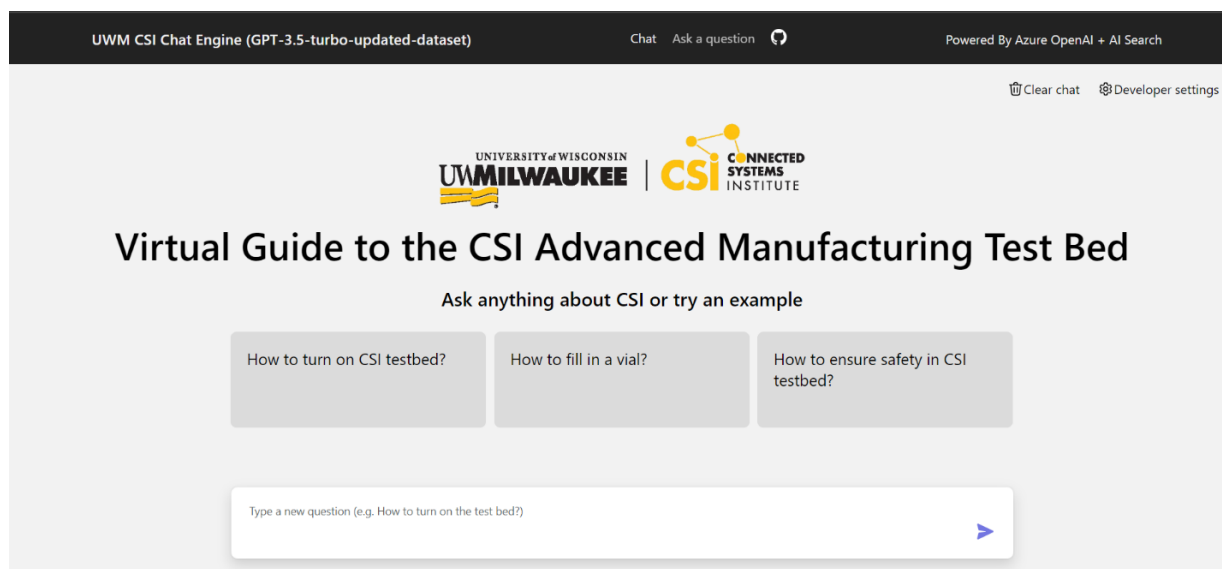 UWM CSI Chat Engine (GPT-3.5-turbo-updated-dataset)
Chat
Ask a question
Powered By Azure OpenAI + AI Search
Clear chat
Developer settings
UNIVERSITY of WISCONSIN
UWMILWAUKEE
CSi CONNECTED
SYSTEMS
INSTITUTE
Virtual Guide to the CSI Advanced Manufacturing Test Bed
Ask anything about CSI or try an example
How to turn on CSI testbed?
How to fill in a vial?
How to ensure safety in CSI
testbed?
Type a new question (e.g. How to turn on the test bed?)